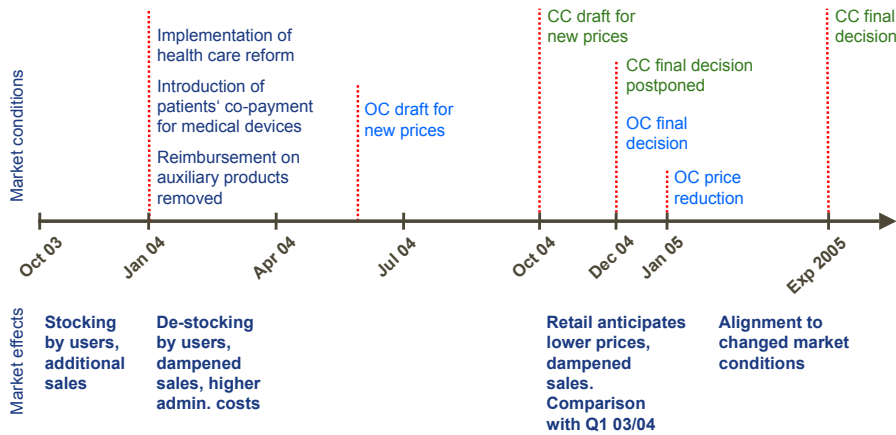 Market conditions
Implementation of
health care reform
Introduction of
patients‘ co-payment
for medical devices
Reimbursement on
auxiliary products
removed
OC draft for
new prices
CC draft for
new prices
CC final decision
postponed
OC final
decision
OC price
reduction
CC final
decision
Oct 03
Jan 04
Apr 04
Jul 04
Oct 04
Dec 04
Jan 05
Exp 2005
Market effects
Stocking
by users,
additional
sales
De-stocking
by users,
dampened
sales, higher
admin. costs
Retail anticipates
lower prices,
dampened
sales.
Comparison
with Q1 03/04
Alignment to
changed market
conditions